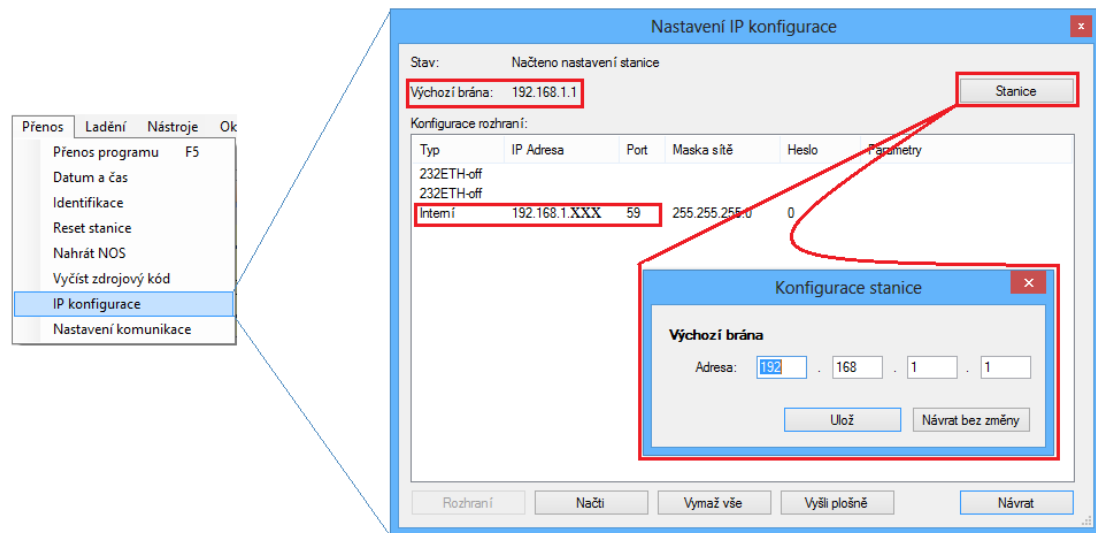 Přenos Ladění Nástroje Ok
Přenos programu F5
Datum a čas
Identifikace
Reset stanice
Nahrát NOS
Vyčíst zdrojový kód
IP konfigurace
Nastavení komunikace
Nastavení IP konfigurace
x
Stav: Načteno nastavení stanice
Výchozí brána: 192.168.1.1
Stanice
Konfigurace rozhraní:
Typ IP Adresa Port Maska sítě Heslo Parametry
232ETH-off
232ETH-off
Interní 192.168.1.XXX 59 255.255.255.0 0
Konfigurace stanice
Výchozí brána
Adresa: 192 . 168 . 1 . 1
Ulož Návrat bez změny
Rozhraní Načti Vymaž vše Vyšli plošně Návrat